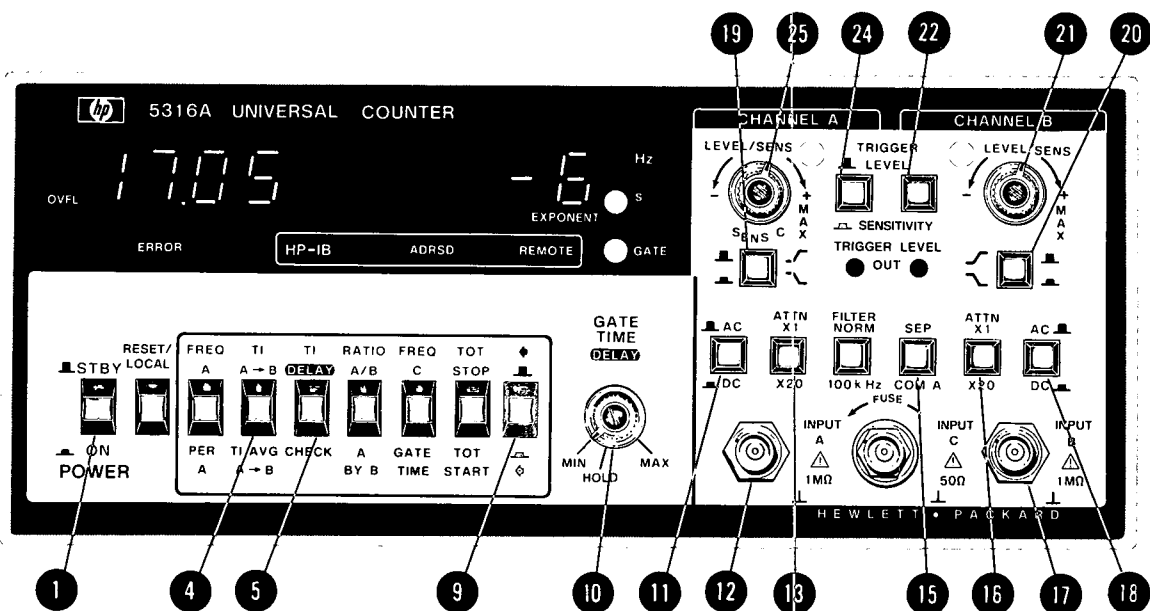 19 25 24 22 21 20
hp 5316A UNIVERSAL COUNTER
CHANNEL A
CHANNEL B
17.05 -6
Hz
S
OVFL
EXPONENT
ERROR
HP-IB ADRSD REMOTE
GATE
LEVEL/SENS
- +
MAX
SENS C
TRIGGER
LEVEL
SENSITIVITY
TRIGGER LEVEL
OUT
LEVEL/SENS
- +
MAX
STBY
ON
POWER
RESET/
LOCAL
FREQ TI TI RATIO FREQ TOT
A A→B DELAY A/B C STOP
PER TI AVG CHECK A GATE TOT
A A→B BY B TIME START
GATE
TIME
DELAY
MIN HOLD MAX
AC ATTN FILTER SEP ATTN AC
X1 NORM X1
DC X20 100kHz COM A X20 DC
FUSE
INPUT INPUT INPUT
A C B
1MΩ 50Ω 1MΩ
HEWLETT • PACKARD
1 4 5 9 10 11 12 13 15 16 17 18